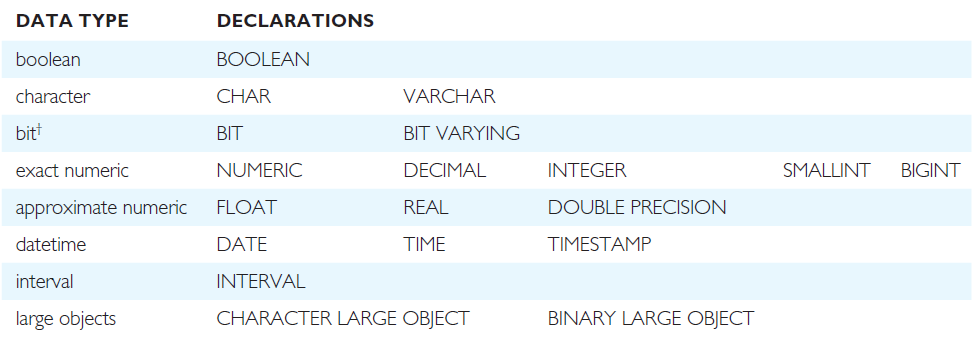 DATA TYPE DECLARATIONS
boolean BOOLEAN
character CHAR VARCHAR
bit† BIT BIT VARYING
exact numeric NUMERIC DECIMAL INTEGER SMALLINT BIGINT
approximate numeric FLOAT REAL DOUBLE PRECISION
datetime DATE TIME TIMESTAMP
interval INTERVAL
large objects CHARACTER LARGE OBJECT BINARY LARGE OBJECT